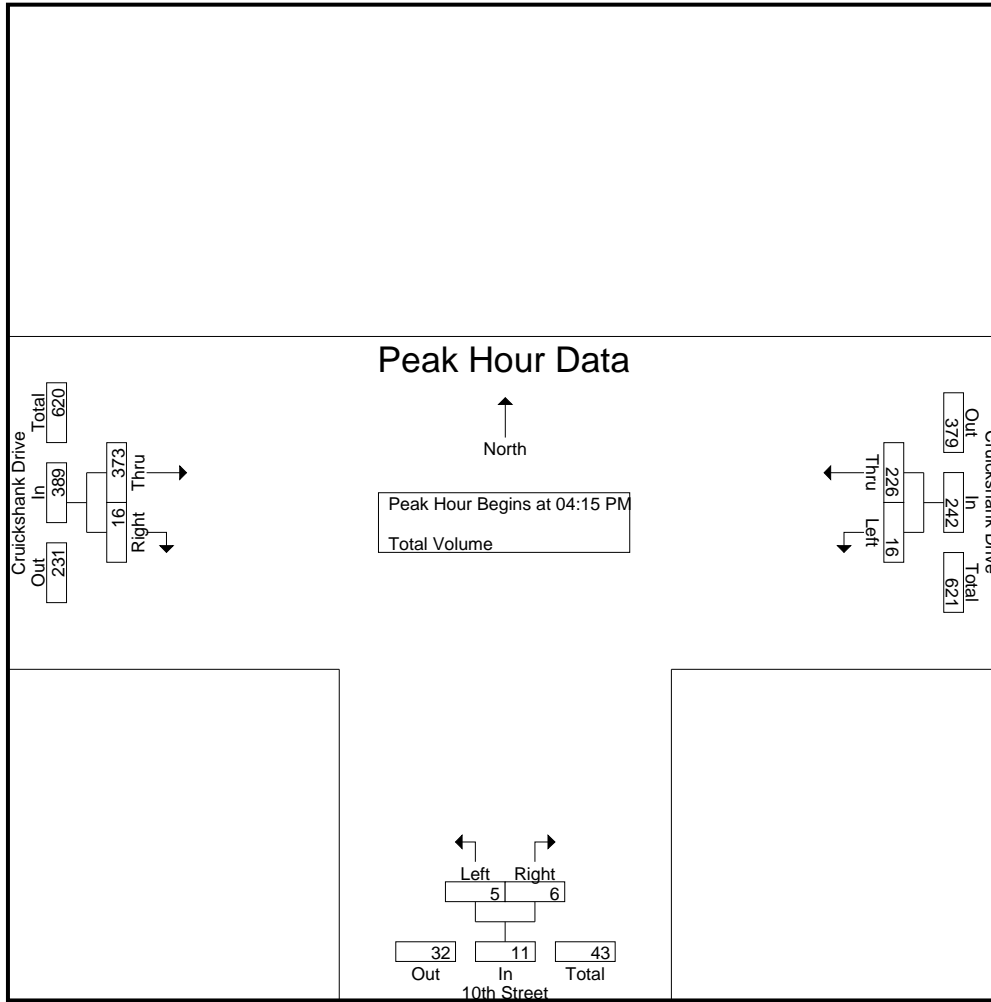 Peak Hour Data
North
Peak Hour Begins at 04:15 PM
Total Volume
Cruickshank Drive
Total
620
In
389
Out
231
373
Thru
16
Right
Cruickshank Drive
Out
379
In
242
Total
621
226
Thru
16
Left
Left Right
5 6
32 11 43
Out In Total
10th Street